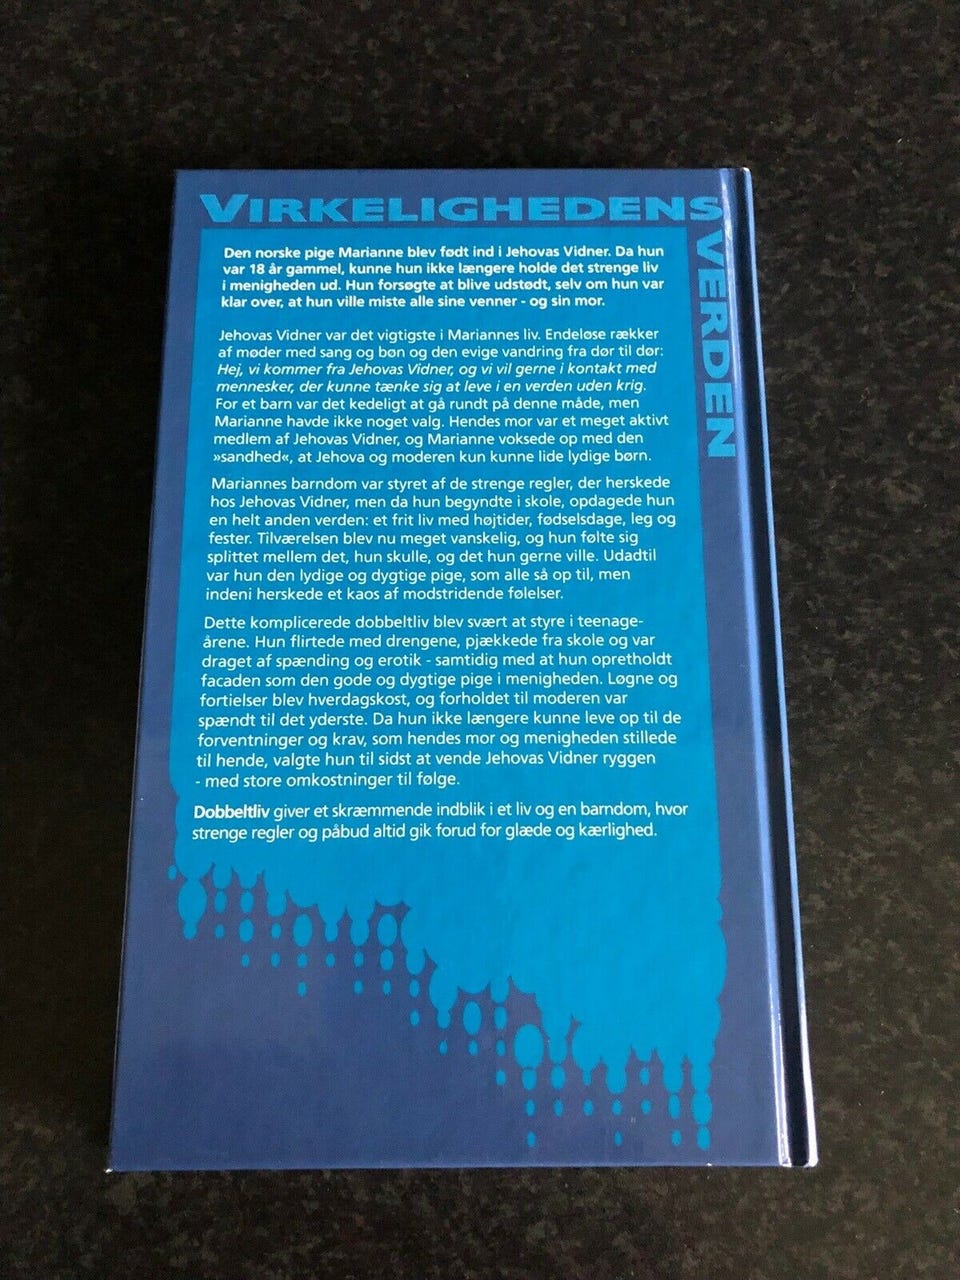 VIRKELIGHEDENS
VERDEN
Den norske pige Marianne blev født ind i Jehovas Vidner. Da hun
var 18 år gammel, kunne hun ikke længere holde det strenge liv
i menigheden ud. Hun forsøgte at blive udstødt, selv om hun var
klar over, at hun ville miste alle sine venner - og sin mor.
Jehovas Vidner var det vigtigste i Mariannes liv. Endeløse rækker
af møder med sang og bøn og den evige vandring fra dør til dør:
Hej, vi kommer fra Jehovas Vidner, og vi vil gerne i kontakt med
mennesker, der kunne tænke sig at leve i en verden uden krig.
For et barn var det kedeligt at gå rundt på denne måde, men
Marianne havde ikke noget valg. Hendes mor var et meget aktivt
medlem af Jehovas Vidner, og Marianne voksede op med den
»sandhed«, at Jehova og moderen kun kunne lide lydige børn.
Mariannes barndom var styret af de strenge regler, der herskede
hos Jehovas Vidner, men da hun begyndte i skole, opdagede hun
en helt anden verden: et frit liv med højtider, fødselsdage, leg og
fester. Tilværelsen blev nu meget vanskelig, og hun følte sig
splittet mellem det, hun skulle, og det hun gerne ville. Udadtil
var hun den lydige og dygtige pige, som alle så op til, men
indeni herskede et kaos af modstridende følelser.
Dette komplicerede dobbeltliv blev svært at styre i teenage-
årene. Hun flirtede med drengene, pjækkede fra skole og var
draget af spænding og erotik - samtidig med at hun opretholdt
facaden som den gode og dygtige pige i menigheden. Løgne og
fortielser blev hverdagskost, og forholdet til moderen var
spændt til det yderste. Da hun ikke længere kunne leve op til de
forventninger og krav, som hendes mor og menigheden stillede
til hende, valgte hun til sidst at vende Jehovas Vidner ryggen
- med store omkostninger til følge.
Dobbeltliv giver et skræmmende indblik i et liv og en barndom, hvor
strenge regler og påbud altid gik forud for glæde og kærlighed.